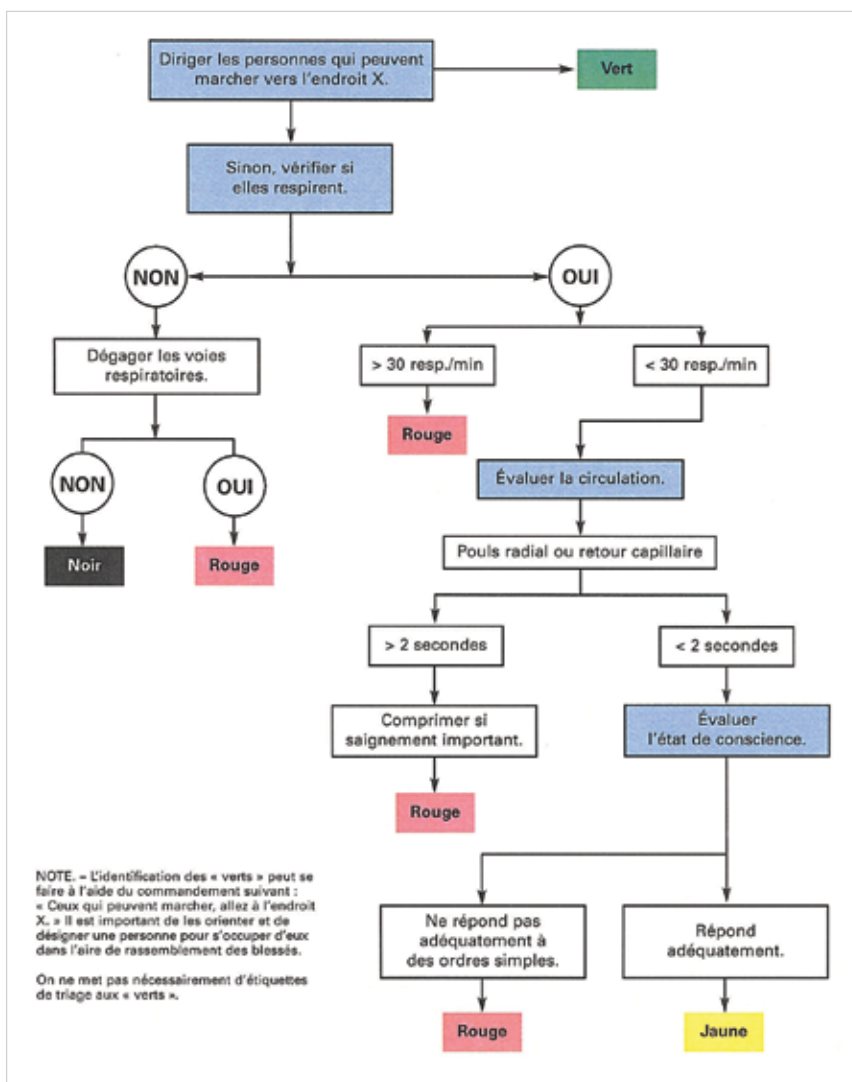 Diriger les personnes qui peuvent
marcher vers l'endroit X.
Vert
Sinon, vérifier si
elles respirent.
NON
OUI
Dégager les voies
respiratoires.
> 30 resp./min
< 30 resp./min
Rouge
NON
OUI
Évaluer la circulation.
Noir
Rouge
Pouls radial ou retour capillaire
> 2 secondes
< 2 secondes
Comprimer si
saignement important.
Évaluer
l'état de conscience.
Rouge
NOTE. – L'identification des « verts » peut se
faire à l'aide du commandement suivant :
« Ceux qui peuvent marcher, allez à l'endroit
X. » Il est important de les orienter et de
désigner une personne pour s'occuper d'eux
dans l'aire de rassemblement des blessés.
On ne met pas nécessairement d'étiquettes
de triage aux « verts ».
Ne répond pas
adéquatement à
des ordres simples.
Répond
adéquatement.
Rouge
Jaune